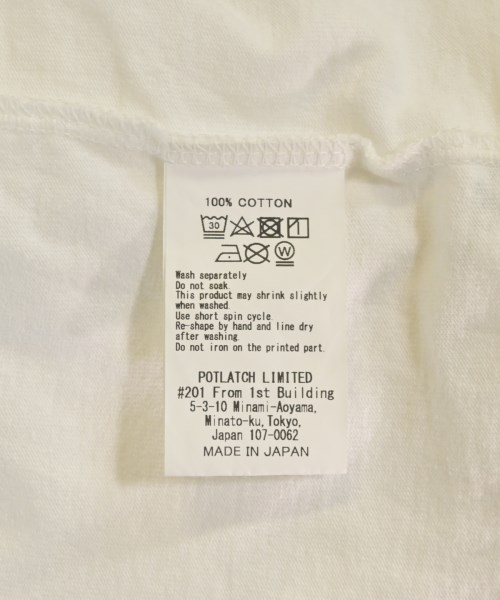 100% COTTON
30
W
Wash separately
Do not soak.
This product may shrink slightly
when washed.
Use short spin cycle.
Re-shape by hand and line dry
after washing.
Do not iron on the printed part.
POTLATCH LIMITED
#201 From 1st Building
5-3-10 Minami-Aoyama,
Minato-ku,Tokyo,
Japan 107-0062
MADE IN JAPAN